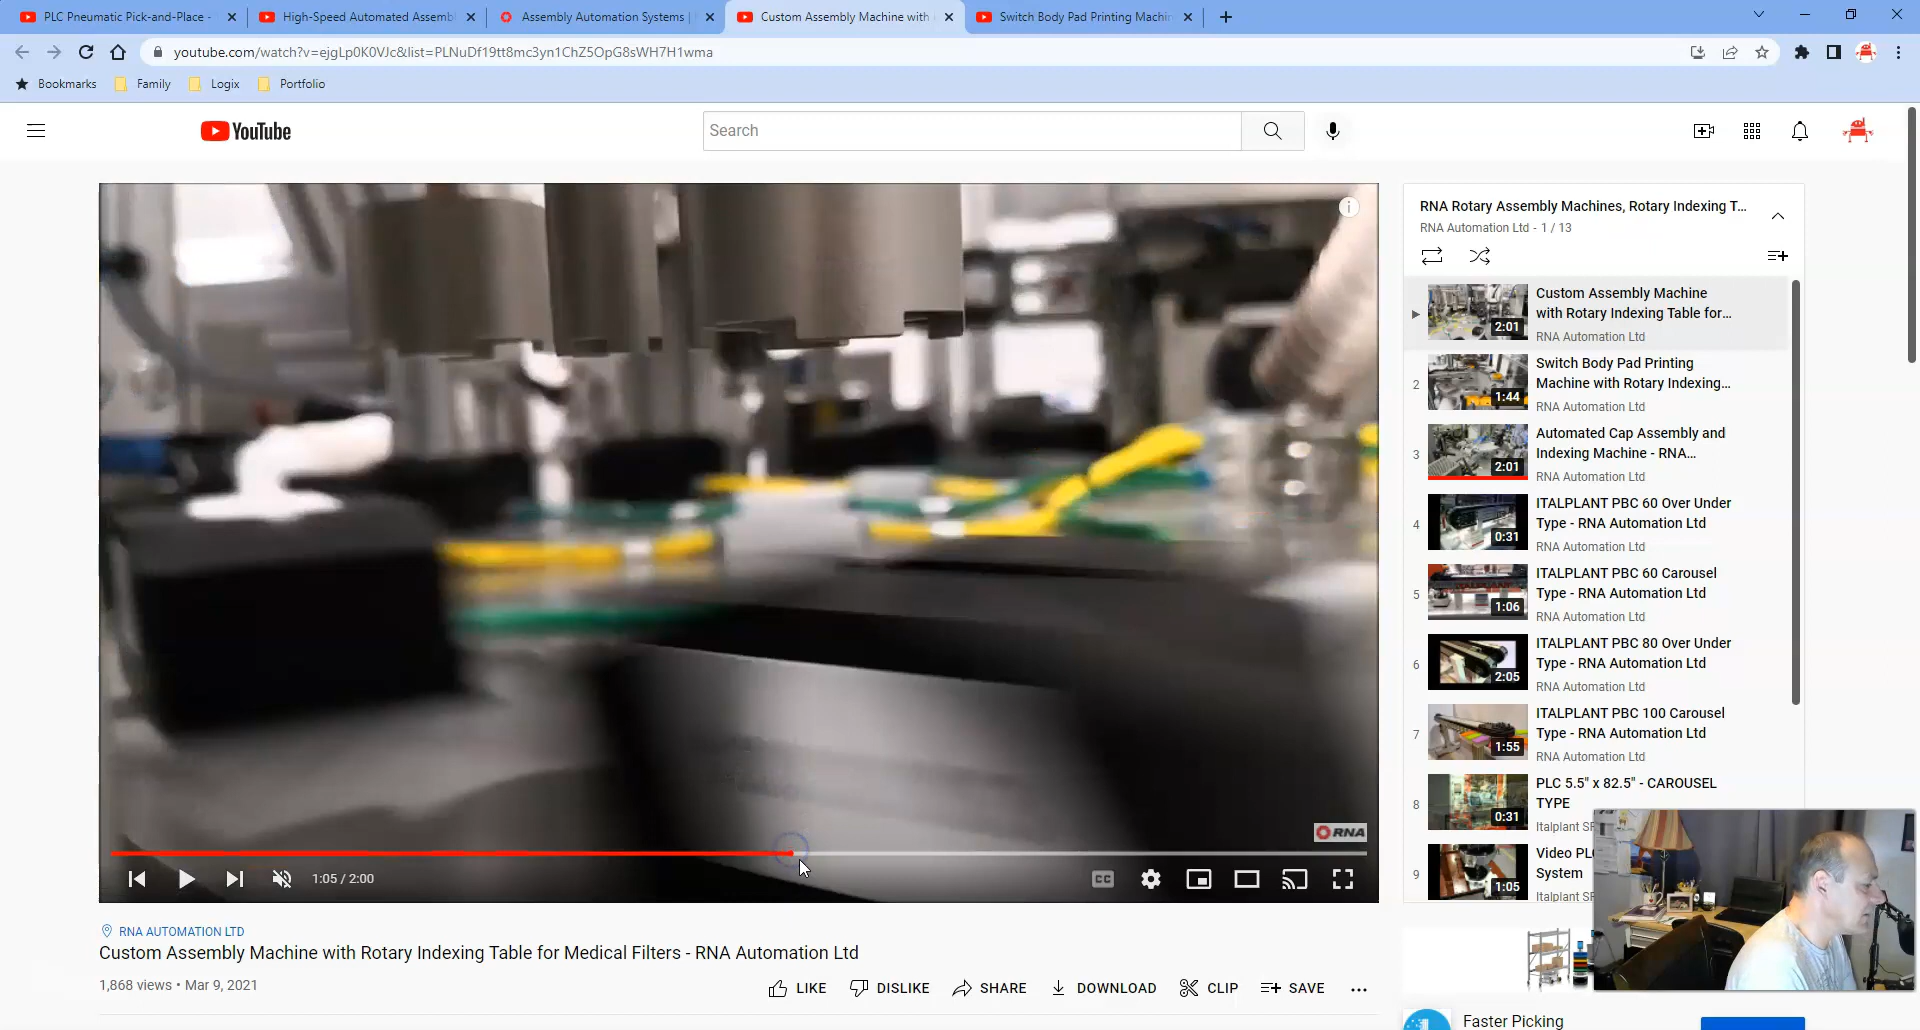 PLC Pneumatic Pick-and-Place -
High-Speed Automated Assembl
Assembly Automation Systems |
Custom Assembly Machine with
Switch Body Pad Printing Machin
youtube.com/watch?v=ejgLp0K0VJc&list=PLNuDf19tt8mc3yn1ChZ5OpG8sWH7H1wma
Bookmarks
Family
Logix
Portfolio
YouTube
Search
RNA
1:05 / 2:00
CC
RNA AUTOMATION LTD
Custom Assembly Machine with Rotary Indexing Table for Medical Filters - RNA Automation Ltd
1,868 views • Mar 9, 2021
LIKE
DISLIKE
SHARE
DOWNLOAD
CLIP
SAVE
RNA Rotary Assembly Machines, Rotary Indexing T...
RNA Automation Ltd - 1 / 13
2:01
Custom Assembly Machine
with Rotary Indexing Table for...
RNA Automation Ltd
2
1:44
Switch Body Pad Printing
Machine with Rotary Indexing...
RNA Automation Ltd
3
2:01
Automated Cap Assembly and
Indexing Machine - RNA...
RNA Automation Ltd
4
0:31
ITALPLANT PBC 60 Over Under
Type - RNA Automation Ltd
RNA Automation Ltd
5
1:06
ITALPLANT PBC 60 Carousel
Type - RNA Automation Ltd
RNA Automation Ltd
6
2:05
ITALPLANT PBC 80 Over Under
Type - RNA Automation Ltd
RNA Automation Ltd
7
1:55
ITALPLANT PBC 100 Carousel
Type - RNA Automation Ltd
RNA Automation Ltd
8
0:31
PLC 5.5" x 82.5" - CAROUSEL
TYPE
Italplant SR
9
1:05
Video PL
System
Italplant SR
Faster Picking